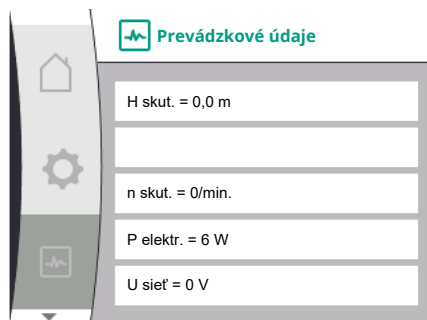 Prevádzkové údaje
H skut. = 0,0 m
n skut. = 0/min.
P elektr. = 6 W
U sieť = 0 V